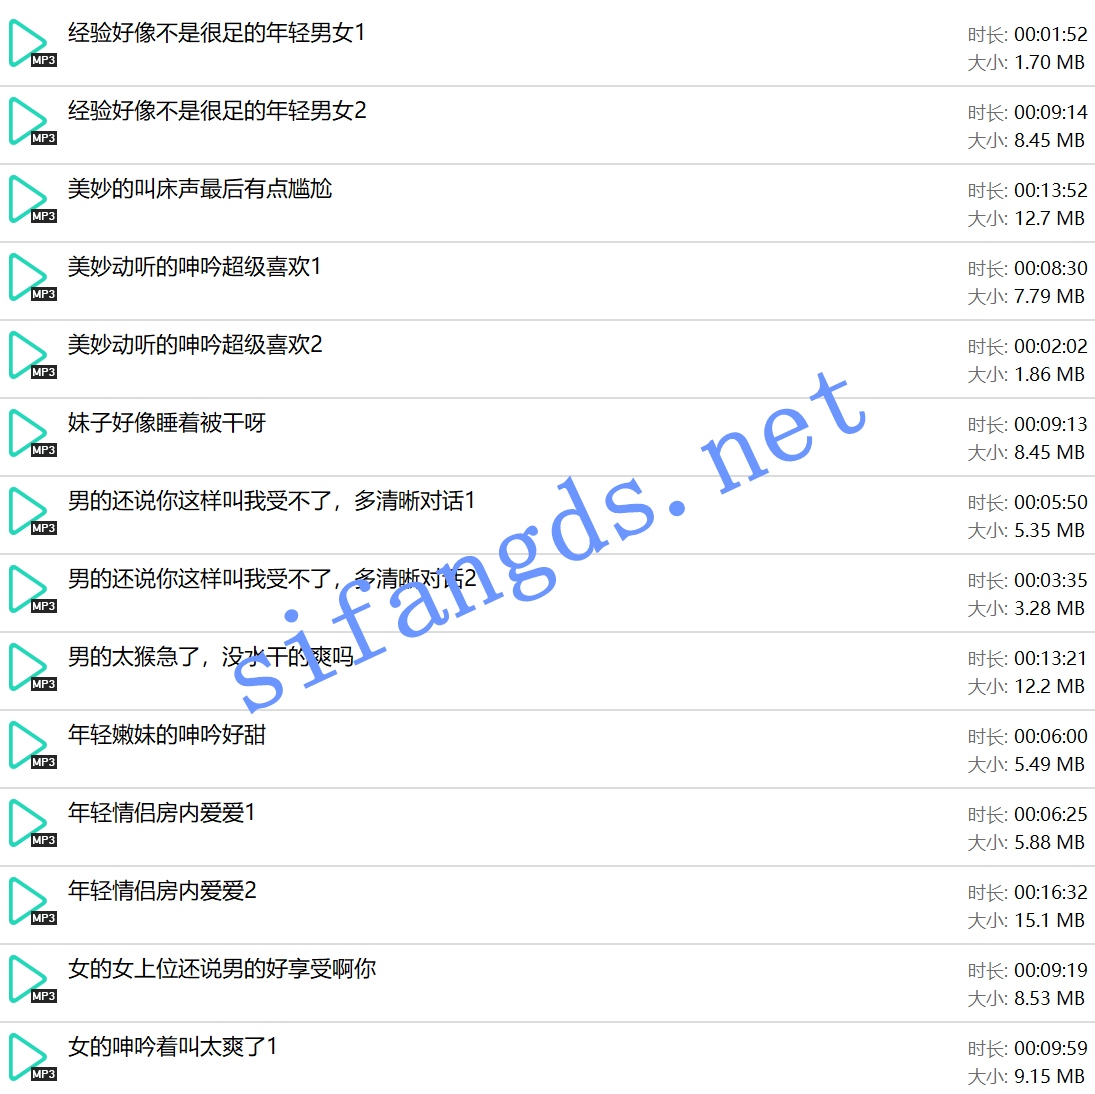 经验好像不是很足的年轻男女1
时长: 00:01:52
MP3
大小: 1.70 MB
经验好像不是很足的年轻男女2
时长: 00:09:14
MP3
大小: 8.45 MB
美妙的叫床声最后有点尴尬
时长: 00:13:52
MP3
大小: 12.7 MB
美妙动听的呻吟超级喜欢1
时长: 00:08:30
MP3
大小: 7.79 MB
美妙动听的呻吟超级喜欢2
时长: 00:02:02
MP3
大小: 1.86 MB
妹子好像睡着被干呀
时长: 00:09:13
MP3
大小: 8.45 MB
男的还说你这样叫我受不了，多清晰对话1
时长: 00:05:50
MP3
大小: 5.35 MB
男的还说你这样叫我受不了，多清晰对话2
时长: 00:03:35
MP3
大小: 3.28 MB
男的太猴急了，没水干的爽吗
时长: 00:13:21
MP3
大小: 12.2 MB
年轻嫩妹的呻吟好甜
时长: 00:06:00
MP3
大小: 5.49 MB
年轻情侣房内爱爱1
时长: 00:06:25
MP3
大小: 5.88 MB
年轻情侣房内爱爱2
时长: 00:16:32
MP3
大小: 15.1 MB
女的女上位还说男的好享受啊你
时长: 00:09:19
MP3
大小: 8.53 MB
女的呻吟着叫太爽了1
时长: 00:09:59
MP3
大小: 9.15 MB
sifangds.net